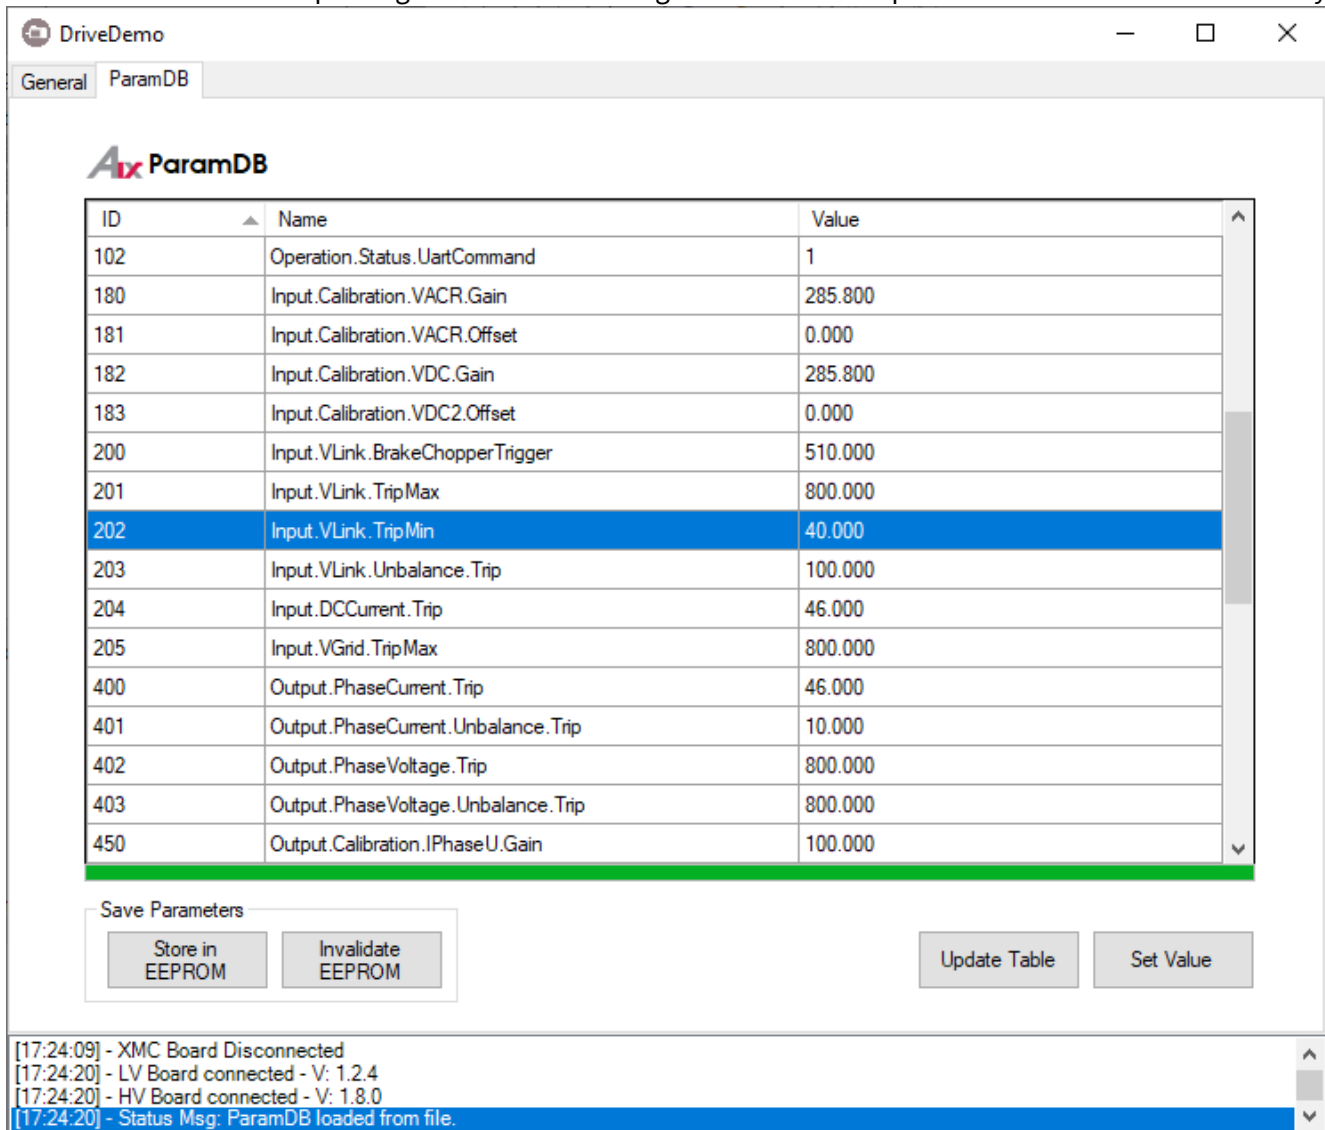 DriveDemo
General ParamDB
AIX ParamDB
ID Name Value
102 Operation.Status.UartCommand 1
180 Input.Calibration.VACR.Gain 285.800
181 Input.Calibration.VACR.Offset 0.000
182 Input.Calibration.VDC.Gain 285.800
183 Input.Calibration.VDC2.Offset 0.000
200 Input.VLink.BrakeChopperTrigger 510.000
201 Input.VLink.TripMax 800.000
202 Input.VLink.TripMin 40.000
203 Input.VLink.Unbalance.Trip 100.000
204 Input.DCCurrent.Trip 46.000
205 Input.VGrid.TripMax 800.000
400 Output.PhaseCurrent.Trip 46.000
401 Output.PhaseCurrent.Unbalance.Trip 10.000
402 Output.PhaseVoltage.Trip 800.000
403 Output.PhaseVoltage.Unbalance.Trip 800.000
450 Output.Calibration.IPhaseU.Gain 100.000
Save Parameters
Store in EEPROM
Invalidate EEPROM
Update Table
Set Value
[17:24:09] - XMC Board Disconnected
[17:24:20] - LV Board connected - V: 1.2.4
[17:24:20] - HV Board connected - V: 1.8.0
[17:24:20] - Status Msg: ParamDB loaded from file.